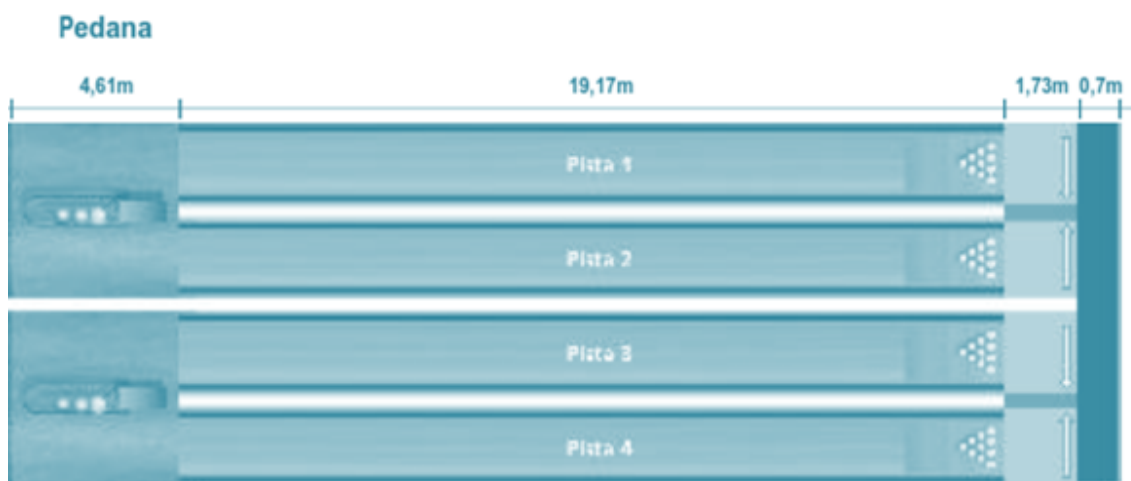 Pedana
4,61m 19,17m 1,73m 0,7m
Pista 1
Pista 2
Pista 3
Pista 4